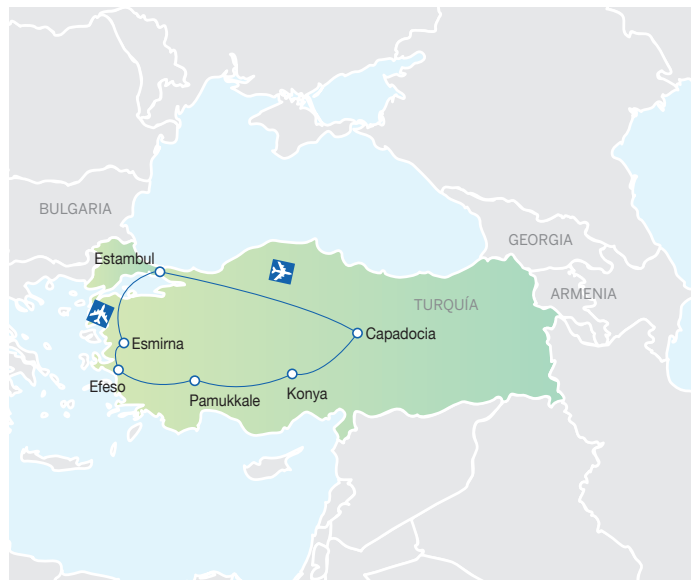 BULGARIA
GEORGIA
Estambul
ARMENIA
TURQUÍA
Capadocia
Esmirna
Efeso
Konya
Pamukkale